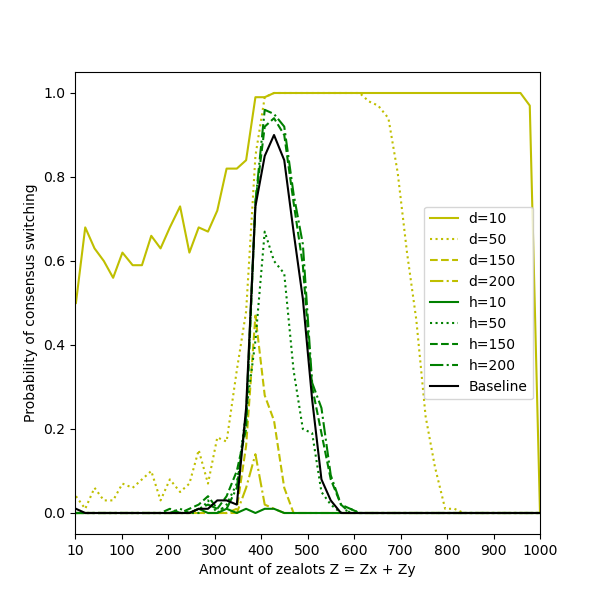 1.0
0.8
0.6
0.4
0.2
0.0
Probability of consensus switching
d=10
d=50
d=150
d=200
h=10
h=50
h=150
h=200
Baseline
10 100 200 300 400 500 600 700 800 900 1000
Amount of zealots Z = Zx + Zy